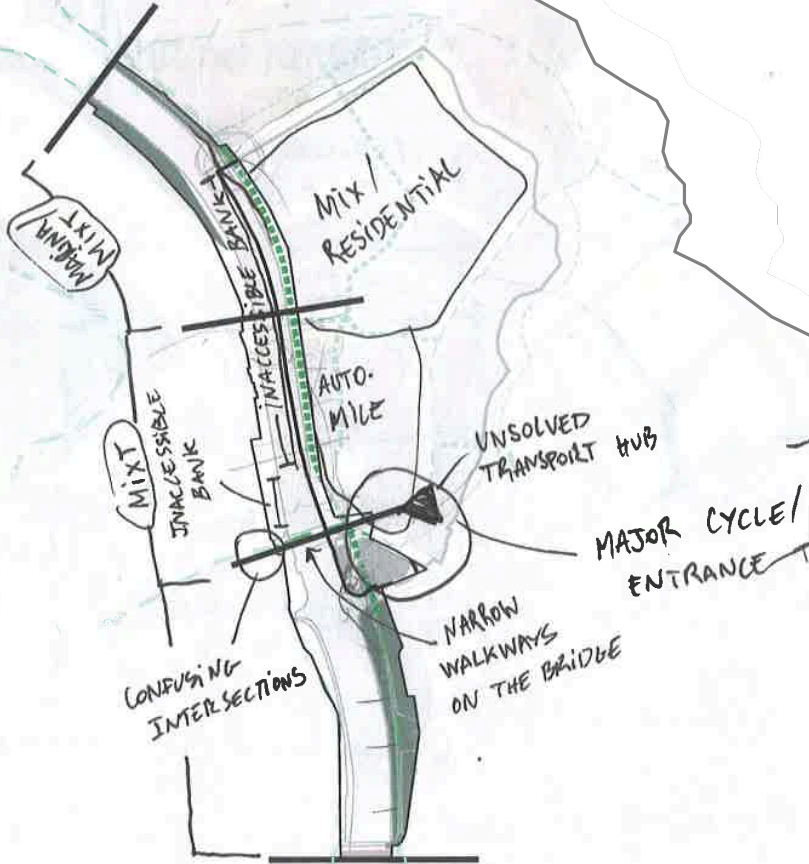 MARINA/
MIXT
INACCESSIBLE BANK
MIX/
RESIDENTIAL
AUTO.
MILE
MIXT
INACCESSIBLE
BANK
UNSOLVED
TRANSPORT HUB
MAJOR CYCLE/
ENTRANCE
NARROW
WALKWAYS
ON THE BRIDGE
CONFUSING
INTERSECTIONS